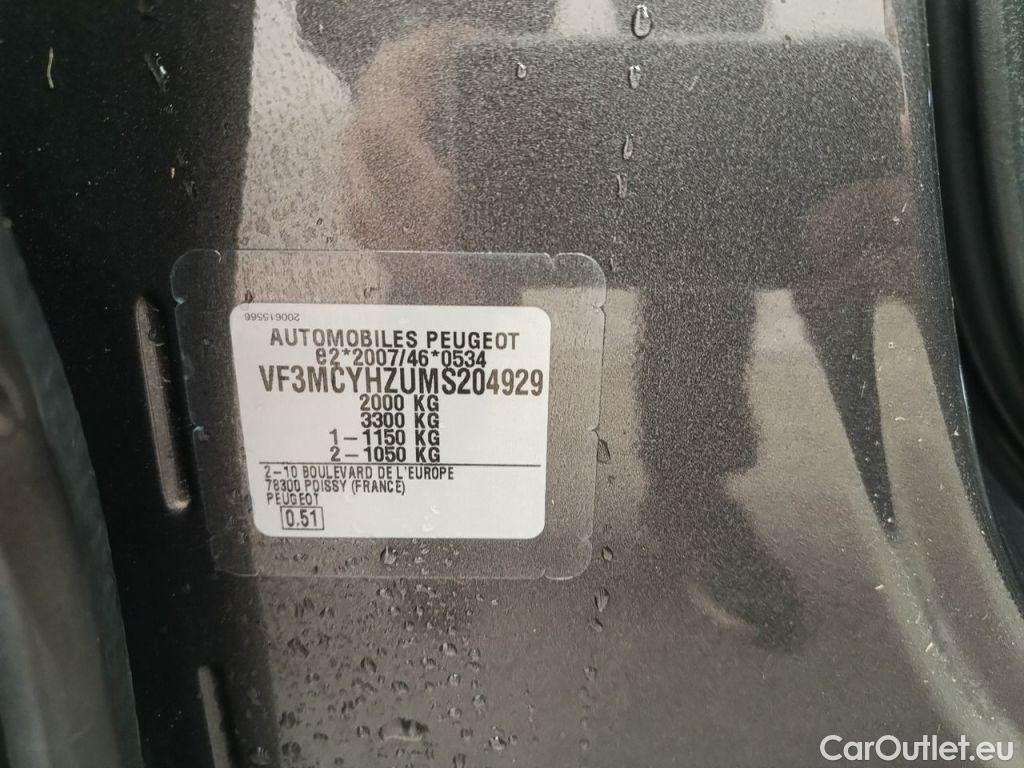 200615566
AUTOMOBILES PEUGEOT
e2*2007/46*0534
VF3MCYHZUMS204929
2000 KG
3300 KG
1-1150 KG
2-1050 KG
2-10 BOULEVARD DE L'EUROPE
78300 POISSY (FRANCE)
PEUGEOT
0.51
CarOutlet.eu